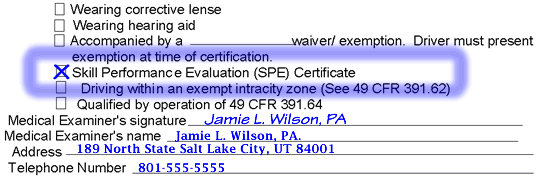 Wearing corrective lense
Wearing hearing aid
Accompanied by a ____________ waiver/ exemption. Driver must present
exemption at time of certification.
Skill Performance Evaluation (SPE) Certificate
Driving within an exempt intracity zone (See 49 CFR 391.62)
Qualified by operation of 49 CFR 391.64
Medical Examiner's signature Jamie L. Wilson, PA
Medical Examiner's name Jamie L. Wilson, PA.
Address 189 North State Salt Lake City, UT 84001
Telephone Number 801-555-5555